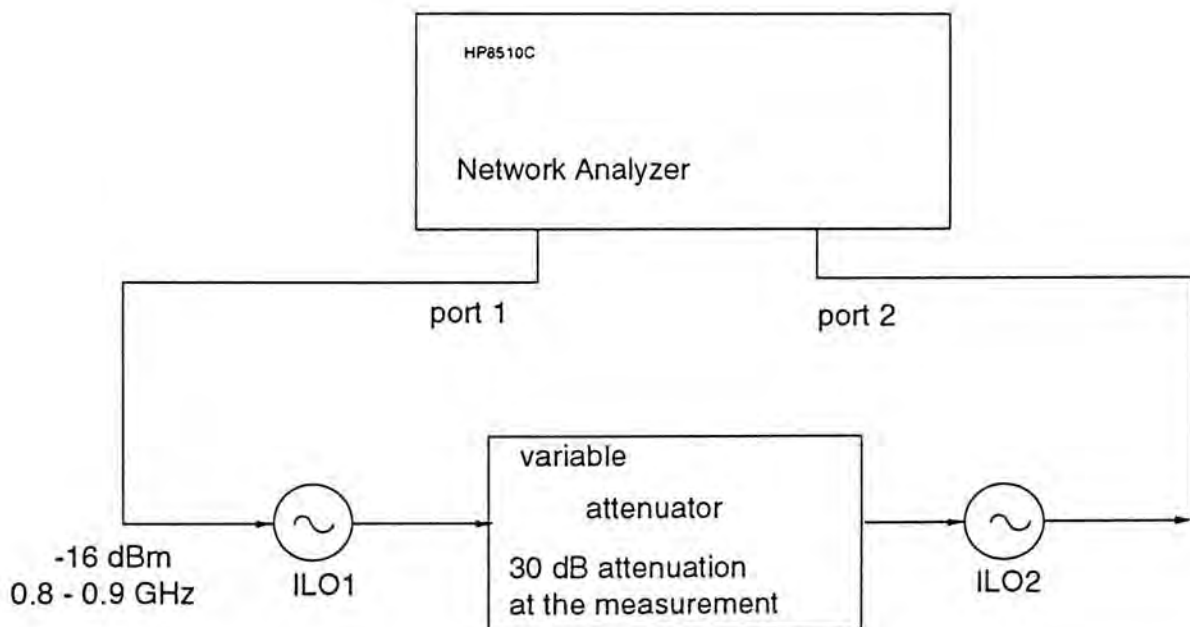 HP8510C
Network Analyzer
port 1
port 2
variable
attenuator
30 dB attenuation
at the measurement
-16 dBm
0.8 - 0.9 GHz
ILO1
ILO2